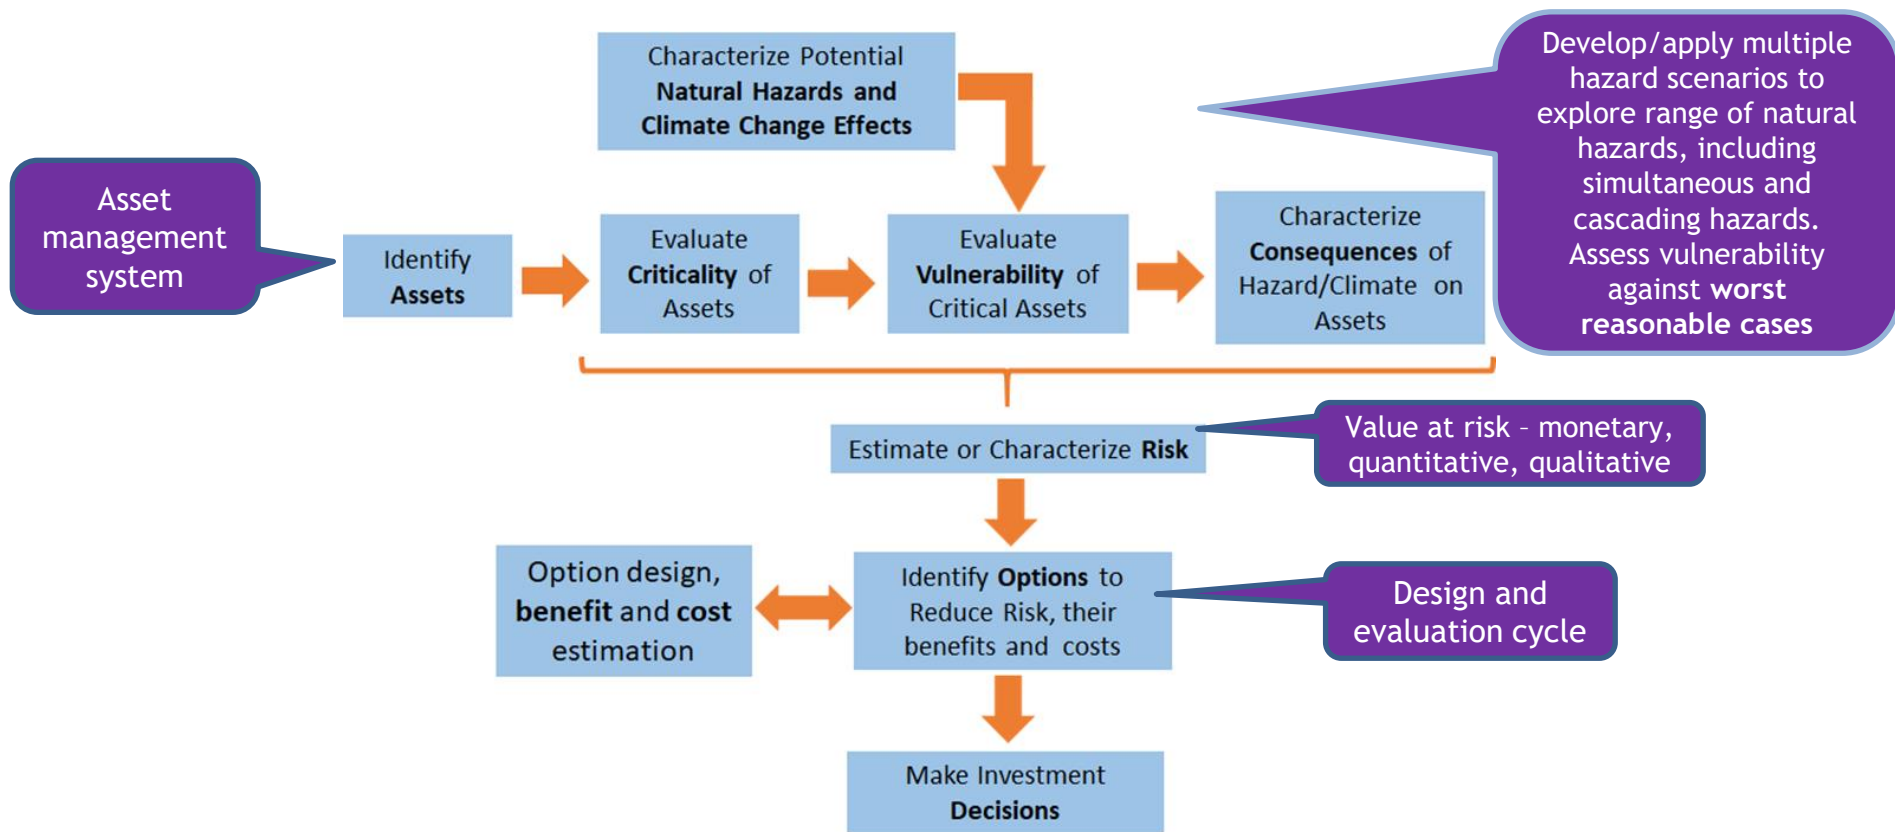 Characterize Potential
Natural Hazards and
Climate Change Effects
Develop/apply multiple
hazard scenarios to
explore range of natural
hazards, including
simultaneous and
cascading hazards.
Assess vulnerability
against worst
reasonable cases
Asset
management
system
Identify
Assets
Evaluate
Criticality of
Assets
Evaluate
Vulnerability of
Critical Assets
Characterize
Consequences of
Hazard/Climate on
Assets
Estimate or Characterize Risk
Value at risk – monetary,
quantitative, qualitative
Option design,
benefit and cost
estimation
Identify Options to
Reduce Risk, their
benefits and costs
Design and
evaluation cycle
Make Investment
Decisions